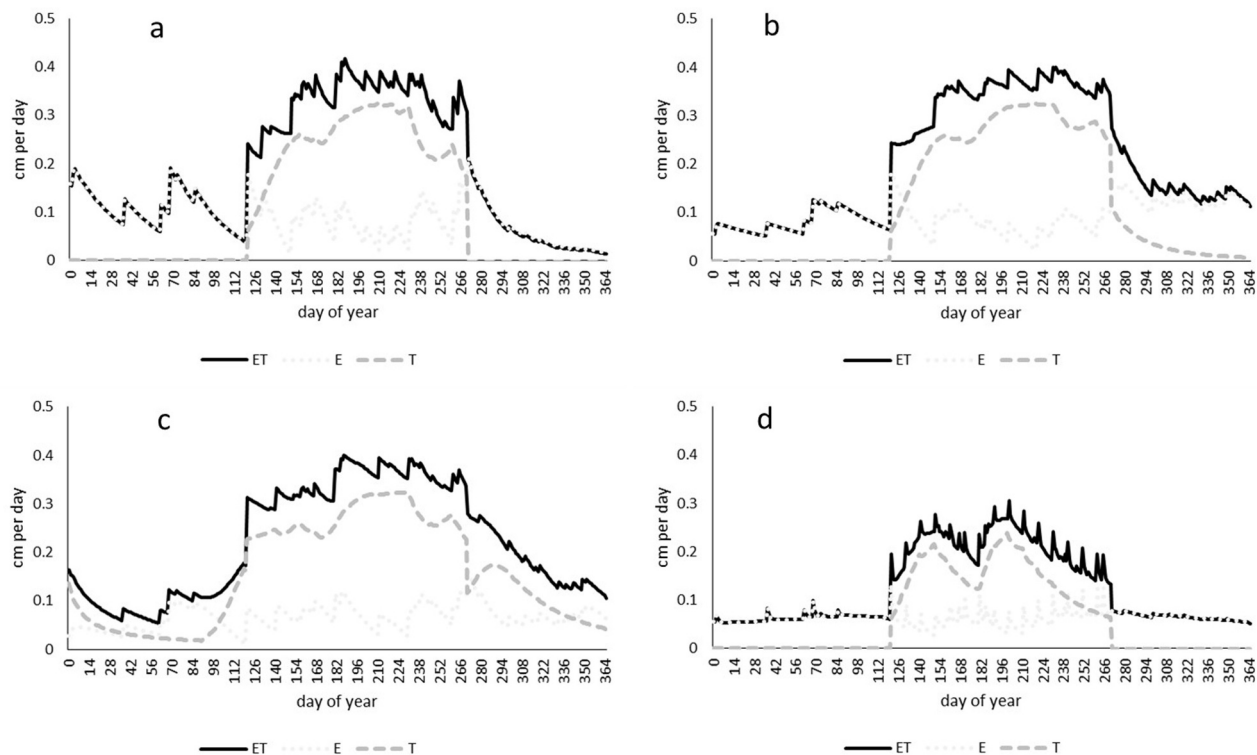 a
0.5
0.4
0.3
0.2
0.1
0
cm per day
0 14 28 42 56 70 84 98 112 126 140 154 168 182 196 210 224 238 252 266 280 294 308 322 336 350 364
day of year
ET E T
b
0.5
0.4
0.3
0.2
0.1
0
cm per day
0 14 28 42 56 70 84 98 112 126 140 154 168 182 196 210 224 238 252 266 280 294 308 322 336 350 364
day of year
ET E T
c
0.5
0.4
0.3
0.2
0.1
0
cm per day
0 14 28 42 56 70 84 98 112 126 140 154 168 182 196 210 224 238 252 266 280 294 308 322 336 350 364
day of year
ET E T
d
0.5
0.4
0.3
0.2
0.1
0
cm per day
0 14 28 42 56 70 84 98 112 126 140 154 168 182 196 210 224 238 252 266 280 294 308 322 336 350 364
day of year
ET E T